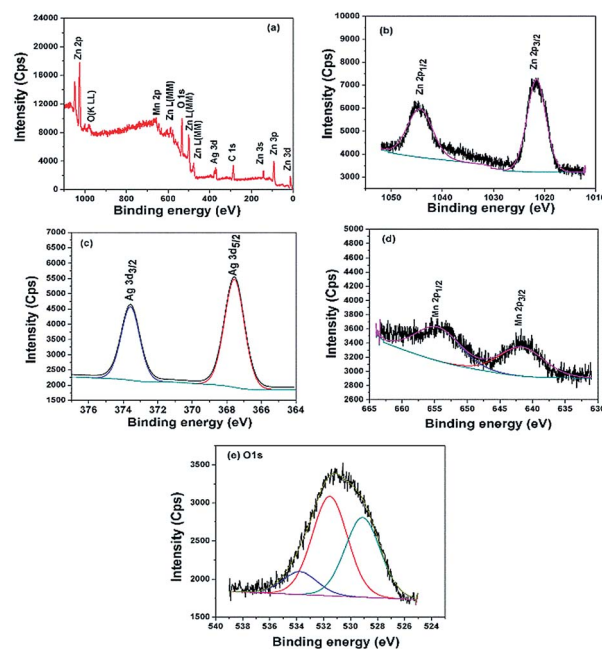 (a)
24000
20000
16000
12000
8000
4000
0
Intensity (Cps)
Zn 2p
O(K LL)
Mn 2p
Zn L(MM)
O 1s
Zn L(MM)
Zn L(MM)
Ag 3d
C 1s
Zn 3s
Zn 3p
Zn 3d
1000 800 600 400 200 0
Binding energy (eV)
(b)
10000
9000
8000
7000
6000
5000
4000
3000
Intensity (Cps)
Zn 2p1/2
Zn 2p3/2
1050 1040 1030 1020 1010
Binding energy (eV)
(c)
7000
6500
6000
5500
5000
4500
4000
3500
3000
2500
2000
1500
Intensity (Cps)
Ag 3d3/2
Ag 3d5/2
376 374 372 370 368 366 364
Binding energy (eV)
(d)
5000
4800
4600
4400
4200
4000
3800
3600
3400
3200
3000
2800
2600
Intensity (Cps)
Mn 2p1/2
Mn 2p3/2
665 660 655 650 645 640 635 630
Binding energy (eV)
(e) O1s
3500
3000
2500
2000
1500
Intensity (Cps)
540 538 536 534 532 530 528 526 524
Binding energy (eV)